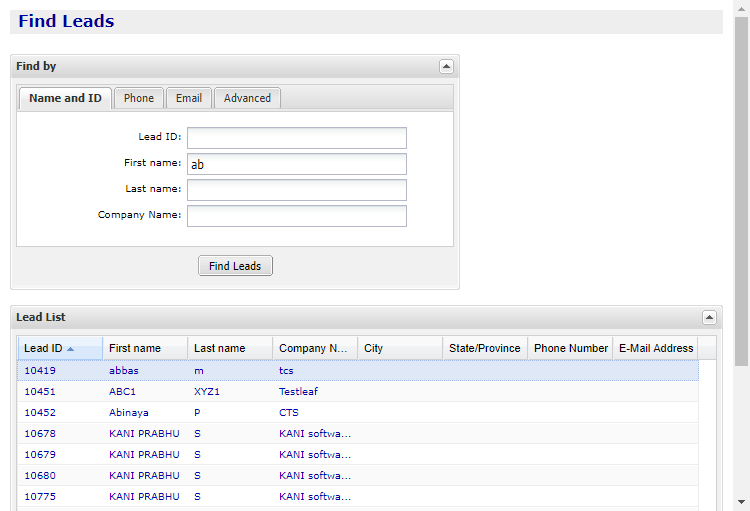 Find Leads
Find by
Name and ID Phone Email Advanced
Lead ID:
First name: ab
Last name:
Company Name:
Find Leads
Lead List
Lead ID First name Last name Company N... City State/Province Phone Number E-Mail Address
10419 abbas m tcs
10451 ABC1 XYZ1 Testleaf
10452 Abinaya P CTS
10678 KANI PRABHU S KANI softwa...
10679 KANI PRABHU S KANI softwa...
10680 KANI PRABHU S KANI softwa...
10775 KANI PRABHU S KANI softwa...